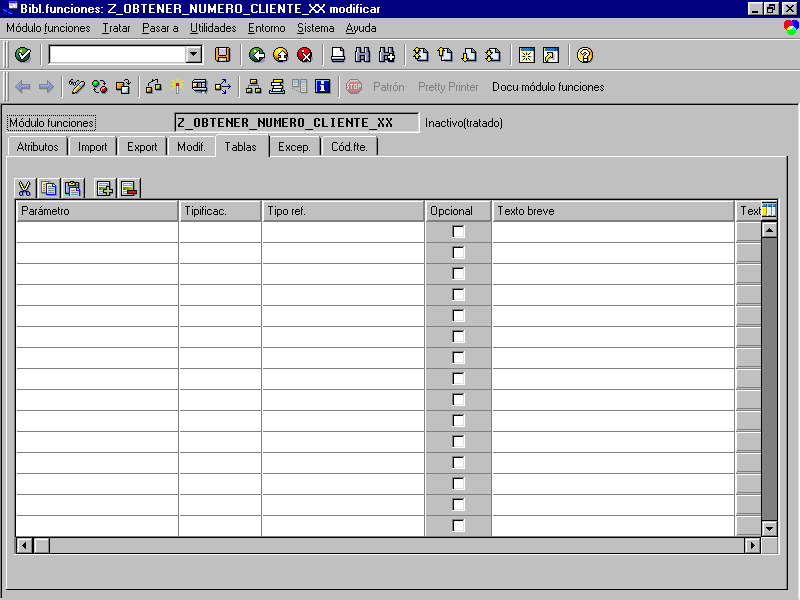 Bibl.funciones: Z_OBTENER_NUMERO_CLIENTE_XX modificar
Módulo funciones Tratar Pasar a Utilidades Entorno Sistema Ayuda
STOP Patrón Pretty Printer Docu módulo funciones
Módulo funciones Z_OBTENER_NUMERO_CLIENTE_XX Inactivo(tratado)
Atributos Import Export Modif. Tablas Excep. Cód.fte.
Parámetro Tipificac. Tipo ref. Opcional Texto breve Text